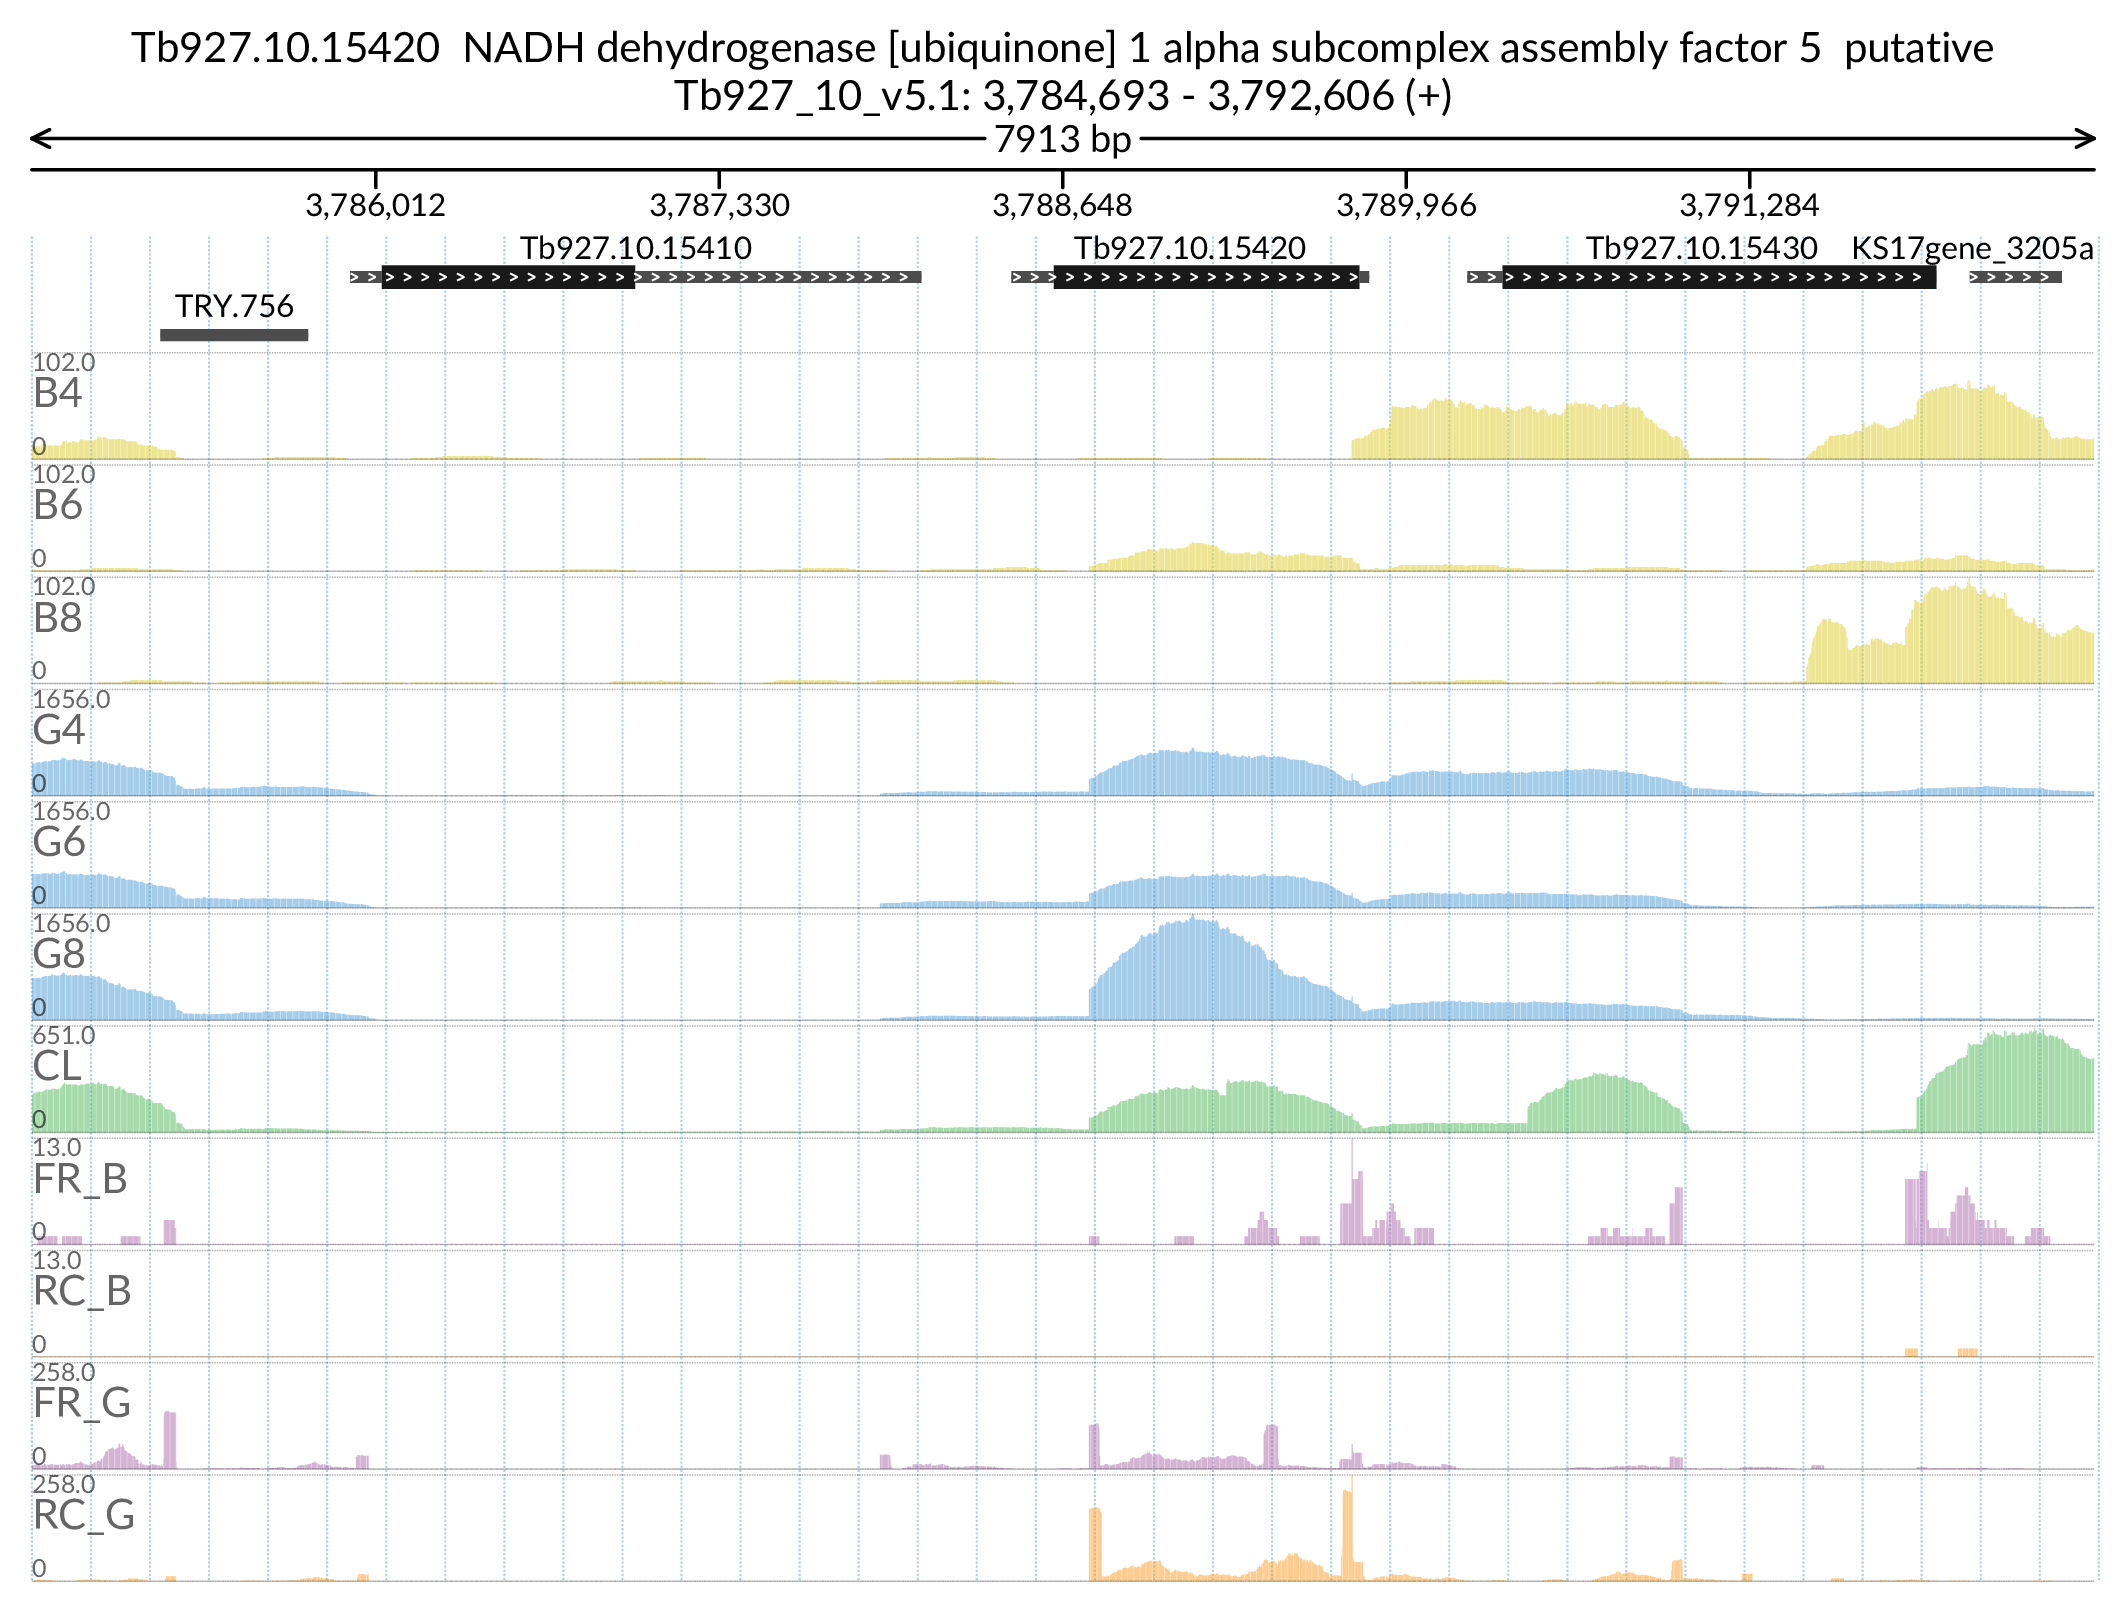 Tb927.10.15420  NADH dehydrogenase [ubiquinone] 1 alpha subcomplex assembly factor 5  putative
Tb927_10_v5.1: 3,784,693 - 3,792,606 (+)
7913 bp
3,786,012 3,787,330 3,788,648 3,789,966 3,791,284
Tb927.10.15410 Tb927.10.15420 Tb927.10.15430 KS17gene_3205a
TRY.756
102.0
B4
0
102.0
B6
0
102.0
B8
0
1656.0
G4
0
1656.0
G6
0
1656.0
G8
0
651.0
CL
0
13.0
FR_B
0
13.0
RC_B
0
258.0
FR_G
0
258.0
RC_G
0